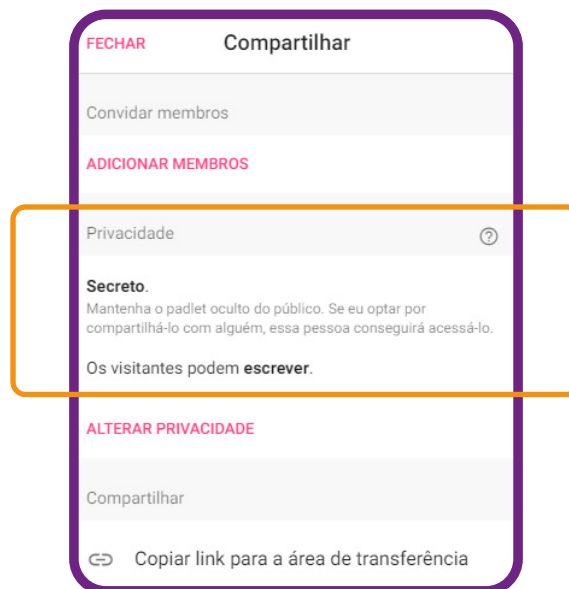 FECHAR Compartilhar
Convidar membros
ADICIONAR MEMBROS
Privacidade
Secreto.
Mantenha o padlet oculto do público. Se eu optar por
compartilhá-lo com alguém, essa pessoa conseguirá acessá-lo.
Os visitantes podem escrever.
ALTERAR PRIVACIDADE
Compartilhar
Copiar link para a área de transferência